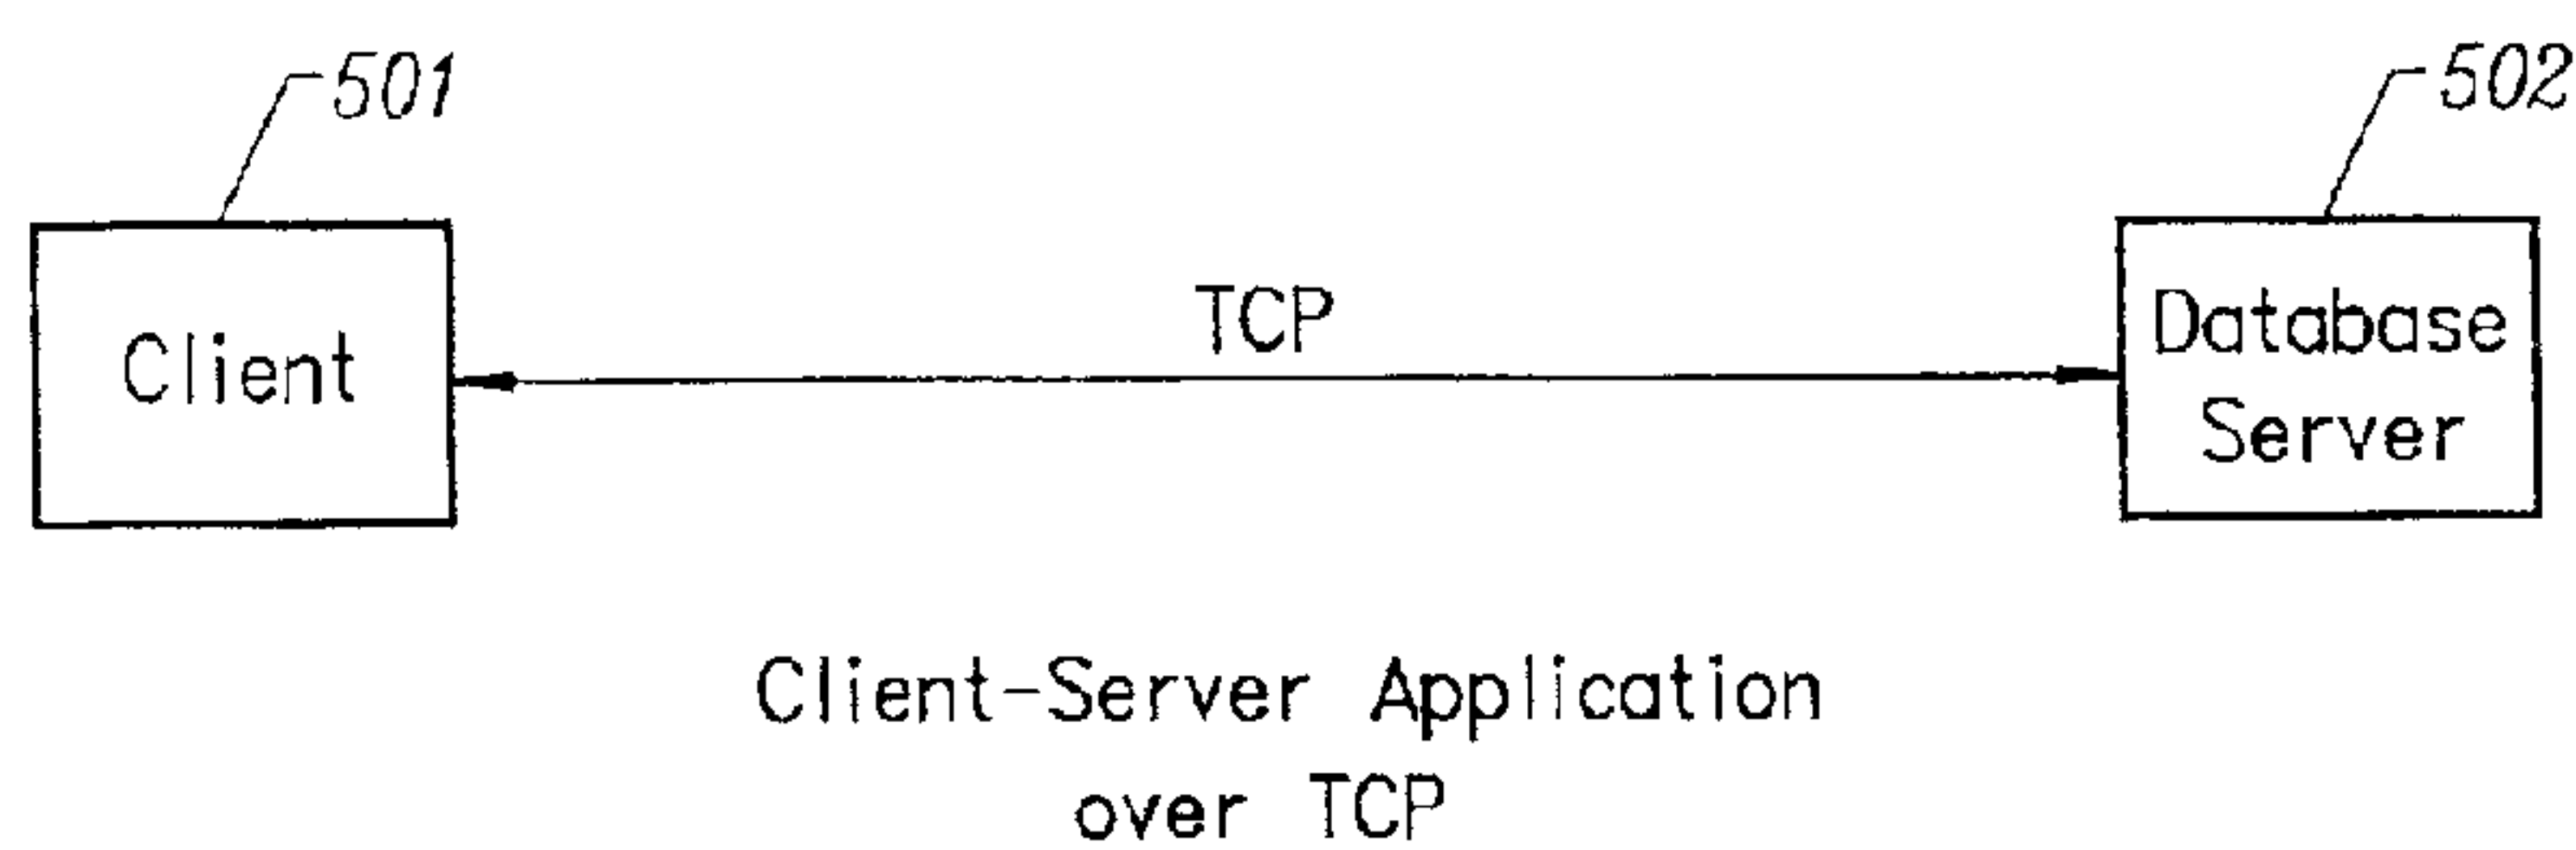 501
502
Client
TCP
Database
Server
Client-Server Application
over TCP